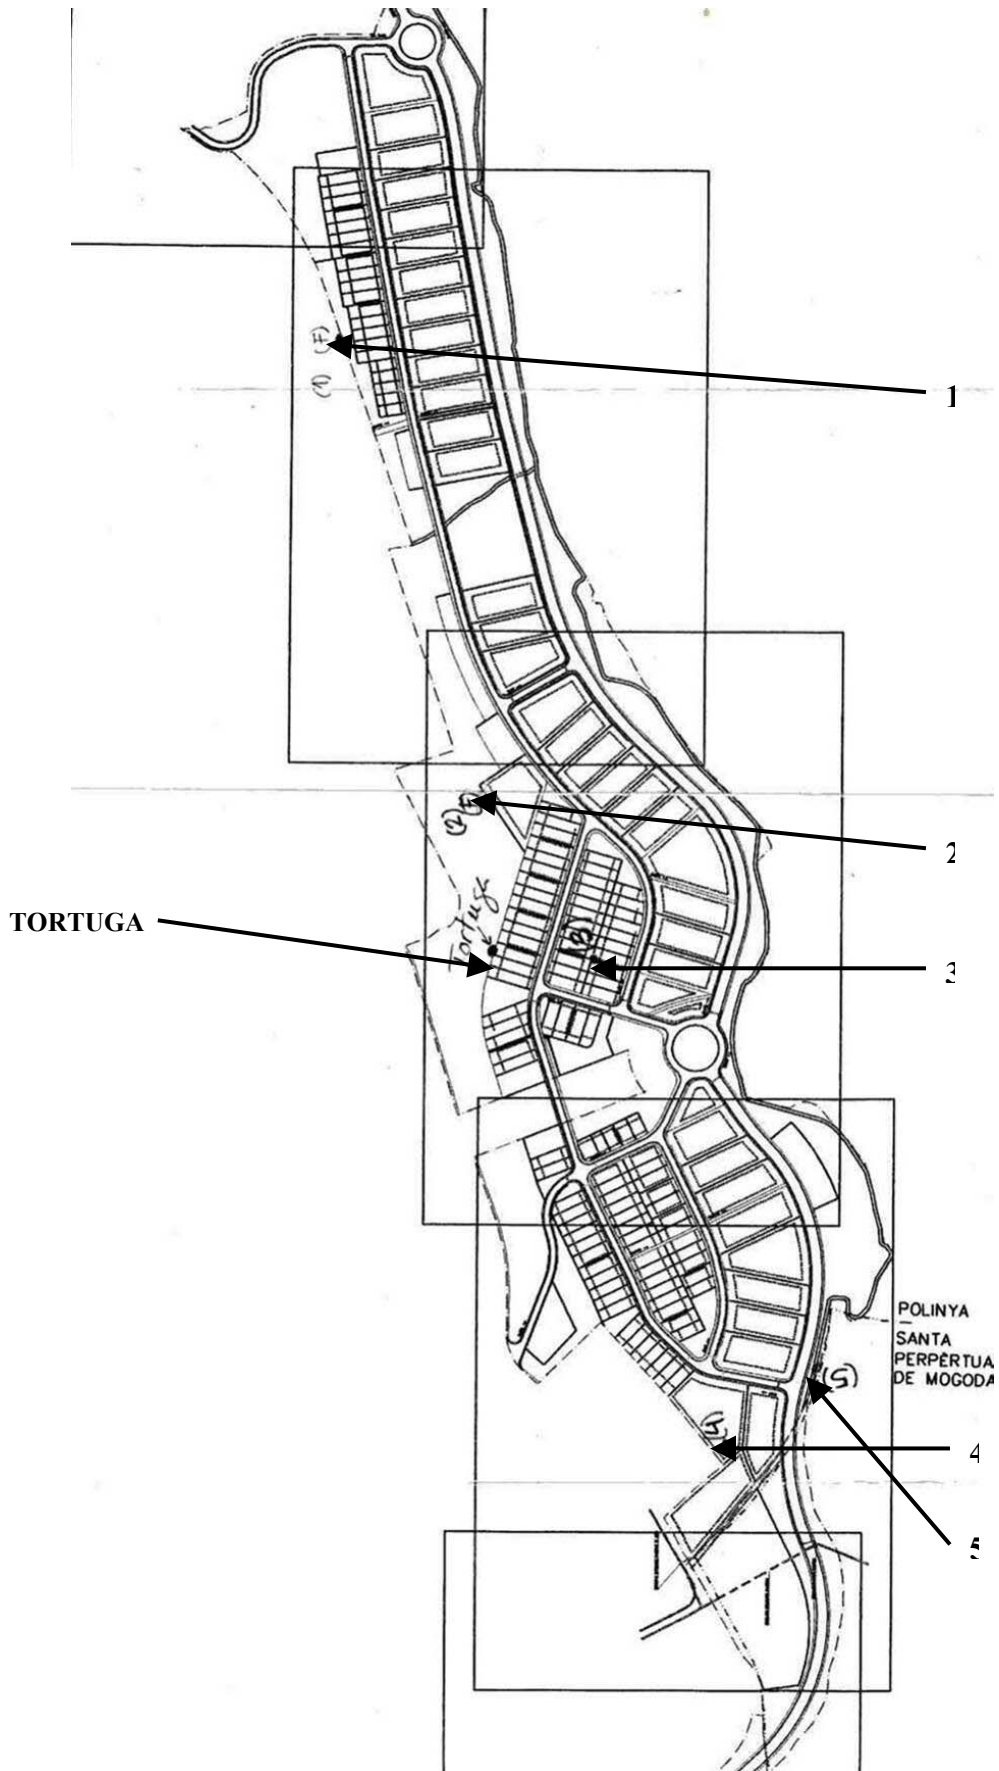 (F)
(1)
1
(2)
2
TORTUGA
Tortuga
(3)
3
POLINYA
SANTA
PERPÈRTUA
DE MOGODA
(5)
(4)
4
5